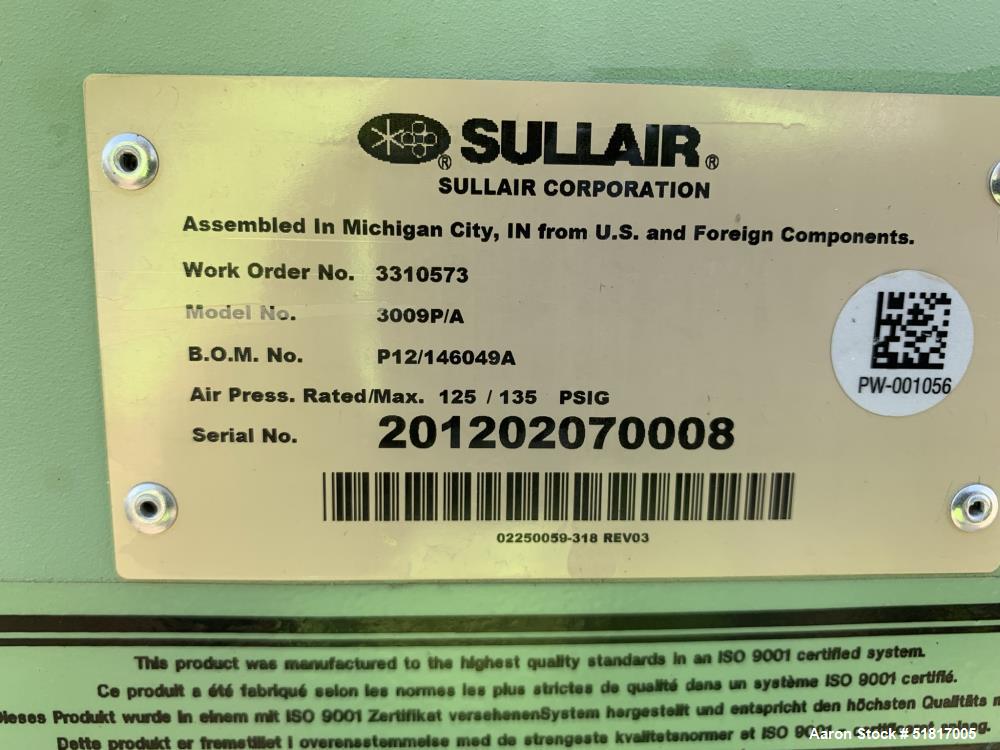 SULLAIR®
SULLAIR CORPORATION
Assembled In Michigan City, IN from U.S. and Foreign Components.
Work Order No. 3310573
Model No. 3009P/A
B.O.M. No. P12/146049A
Air Press. Rated/Max. 125 / 135 PSIG
Serial No. 201202070008
PW-001056
02250059-318 REV03
This product was manufactured to the highest quality standards in an ISO 9001 certified system.
Ce produit a été fabriqué selon les normes les plus strictes de qualité dans un système ISO 9001 certifié.
Dieses Produkt wurde in einem mit ISO 9001 Zertifikat versehenenSystem hergestellt und entspricht den höchsten Qualitäts
Dette produkt er fremstillet i overensstemmelse med de strengeste kvalitetsnormer et ISO 9001
Aaron Stock # 51817005